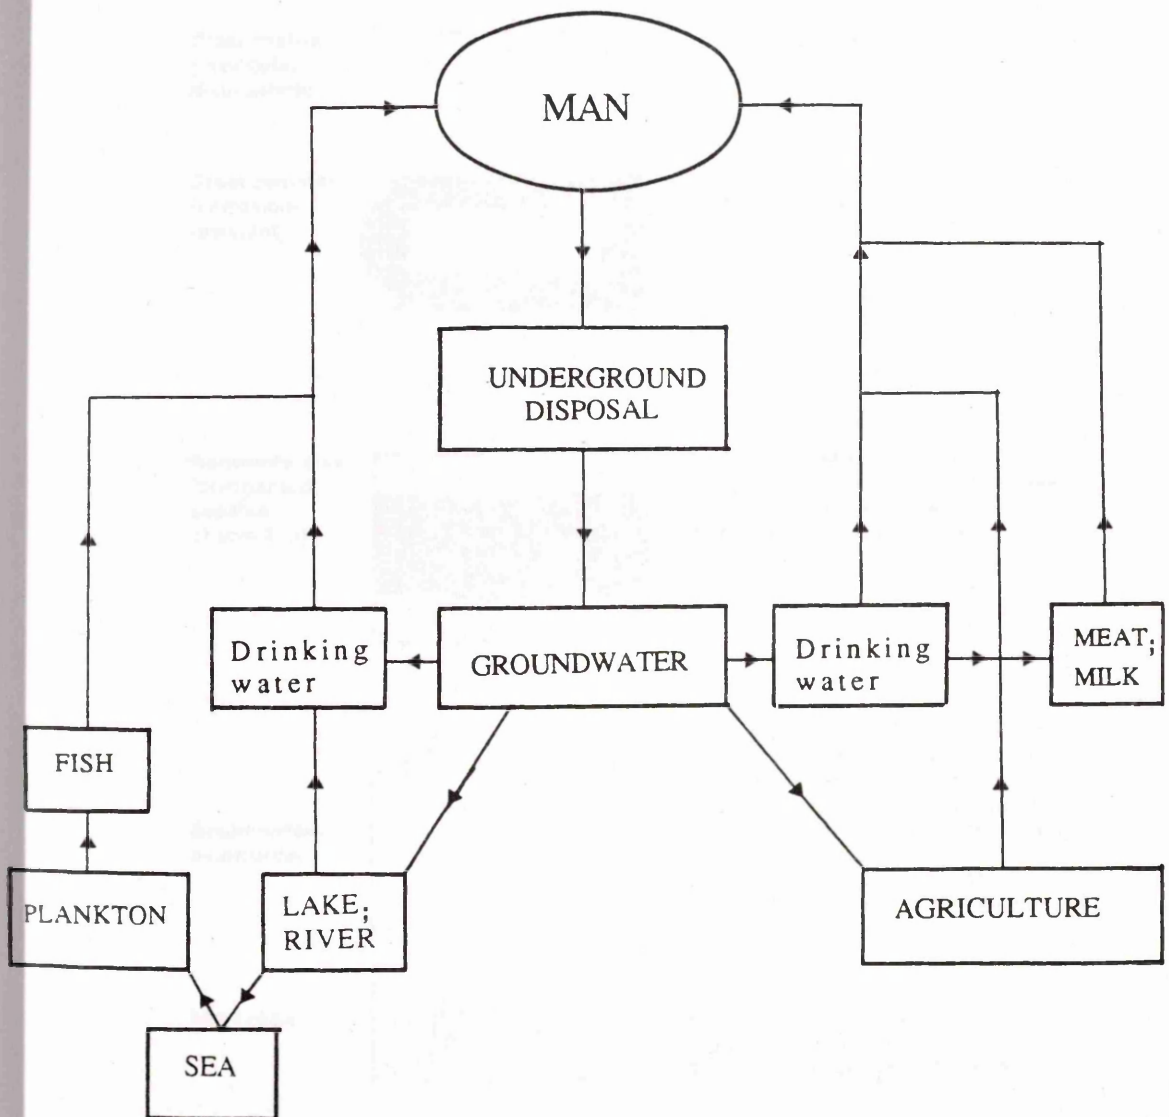 MAN
UNDERGROUND
DISPOSAL
Drinking
water
GROUNDWATER
Drinking
water
MEAT;
MILK
FISH
PLANKTON
LAKE;
RIVER
AGRICULTURE
SEA